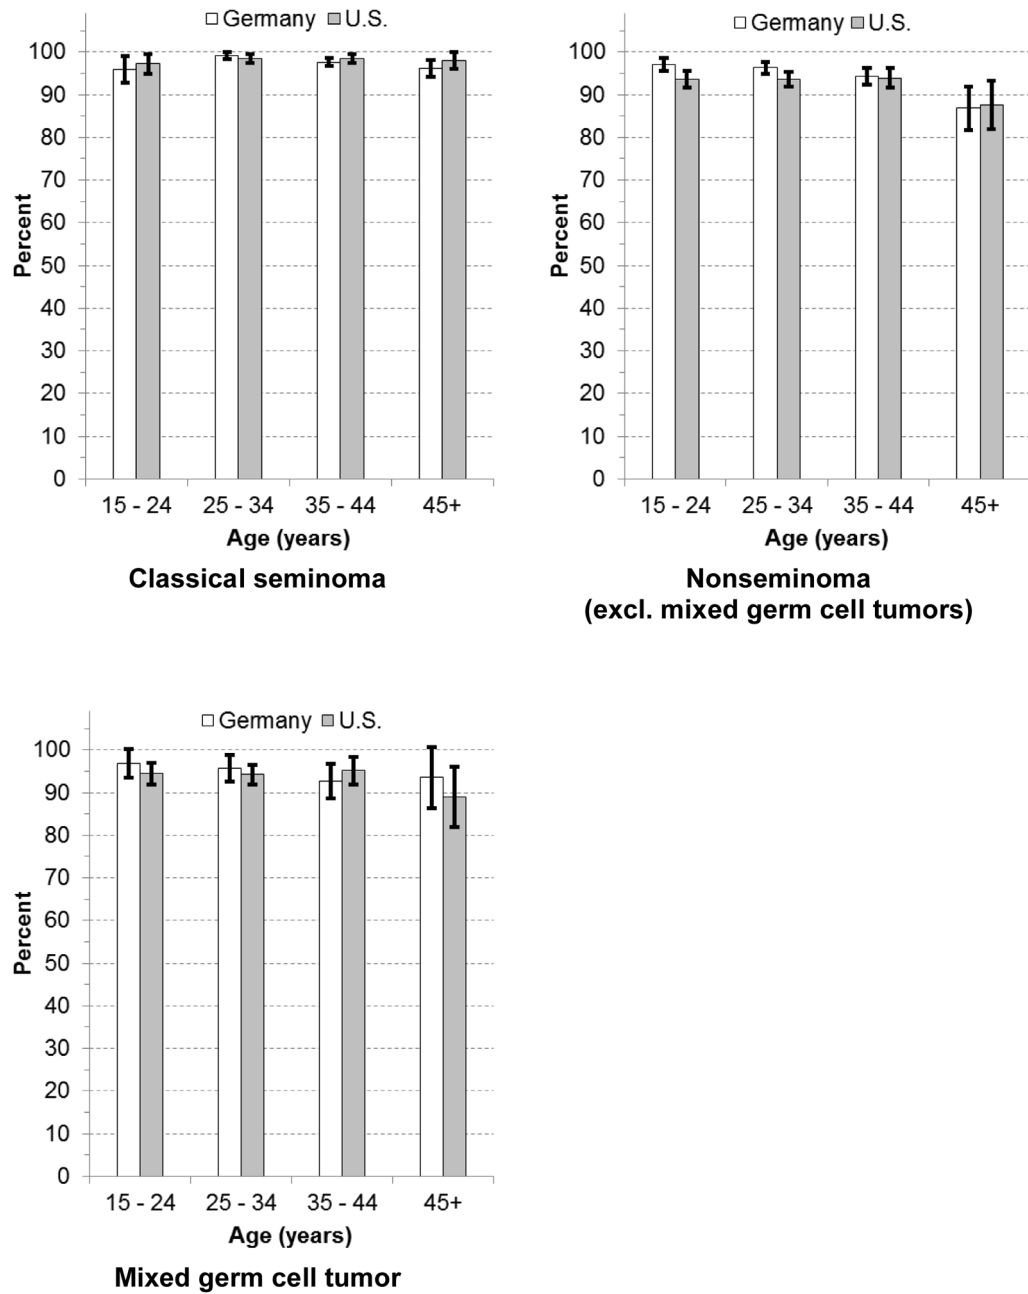 Germany U.S.
100
90
80
70
60
50
40
30
20
10
0
Percent
15 - 24 25 - 34 35 - 44 45+
Age (years)
Classical seminoma
Germany U.S.
100
90
80
70
60
50
40
30
20
10
0
Percent
15 - 24 25 - 34 35 - 44 45+
Age (years)
Nonseminoma
(excl. mixed germ cell tumors)
Germany U.S.
100
90
80
70
60
50
40
30
20
10
0
Percent
15 - 24 25 - 34 35 - 44 45+
Age (years)
Mixed germ cell tumor